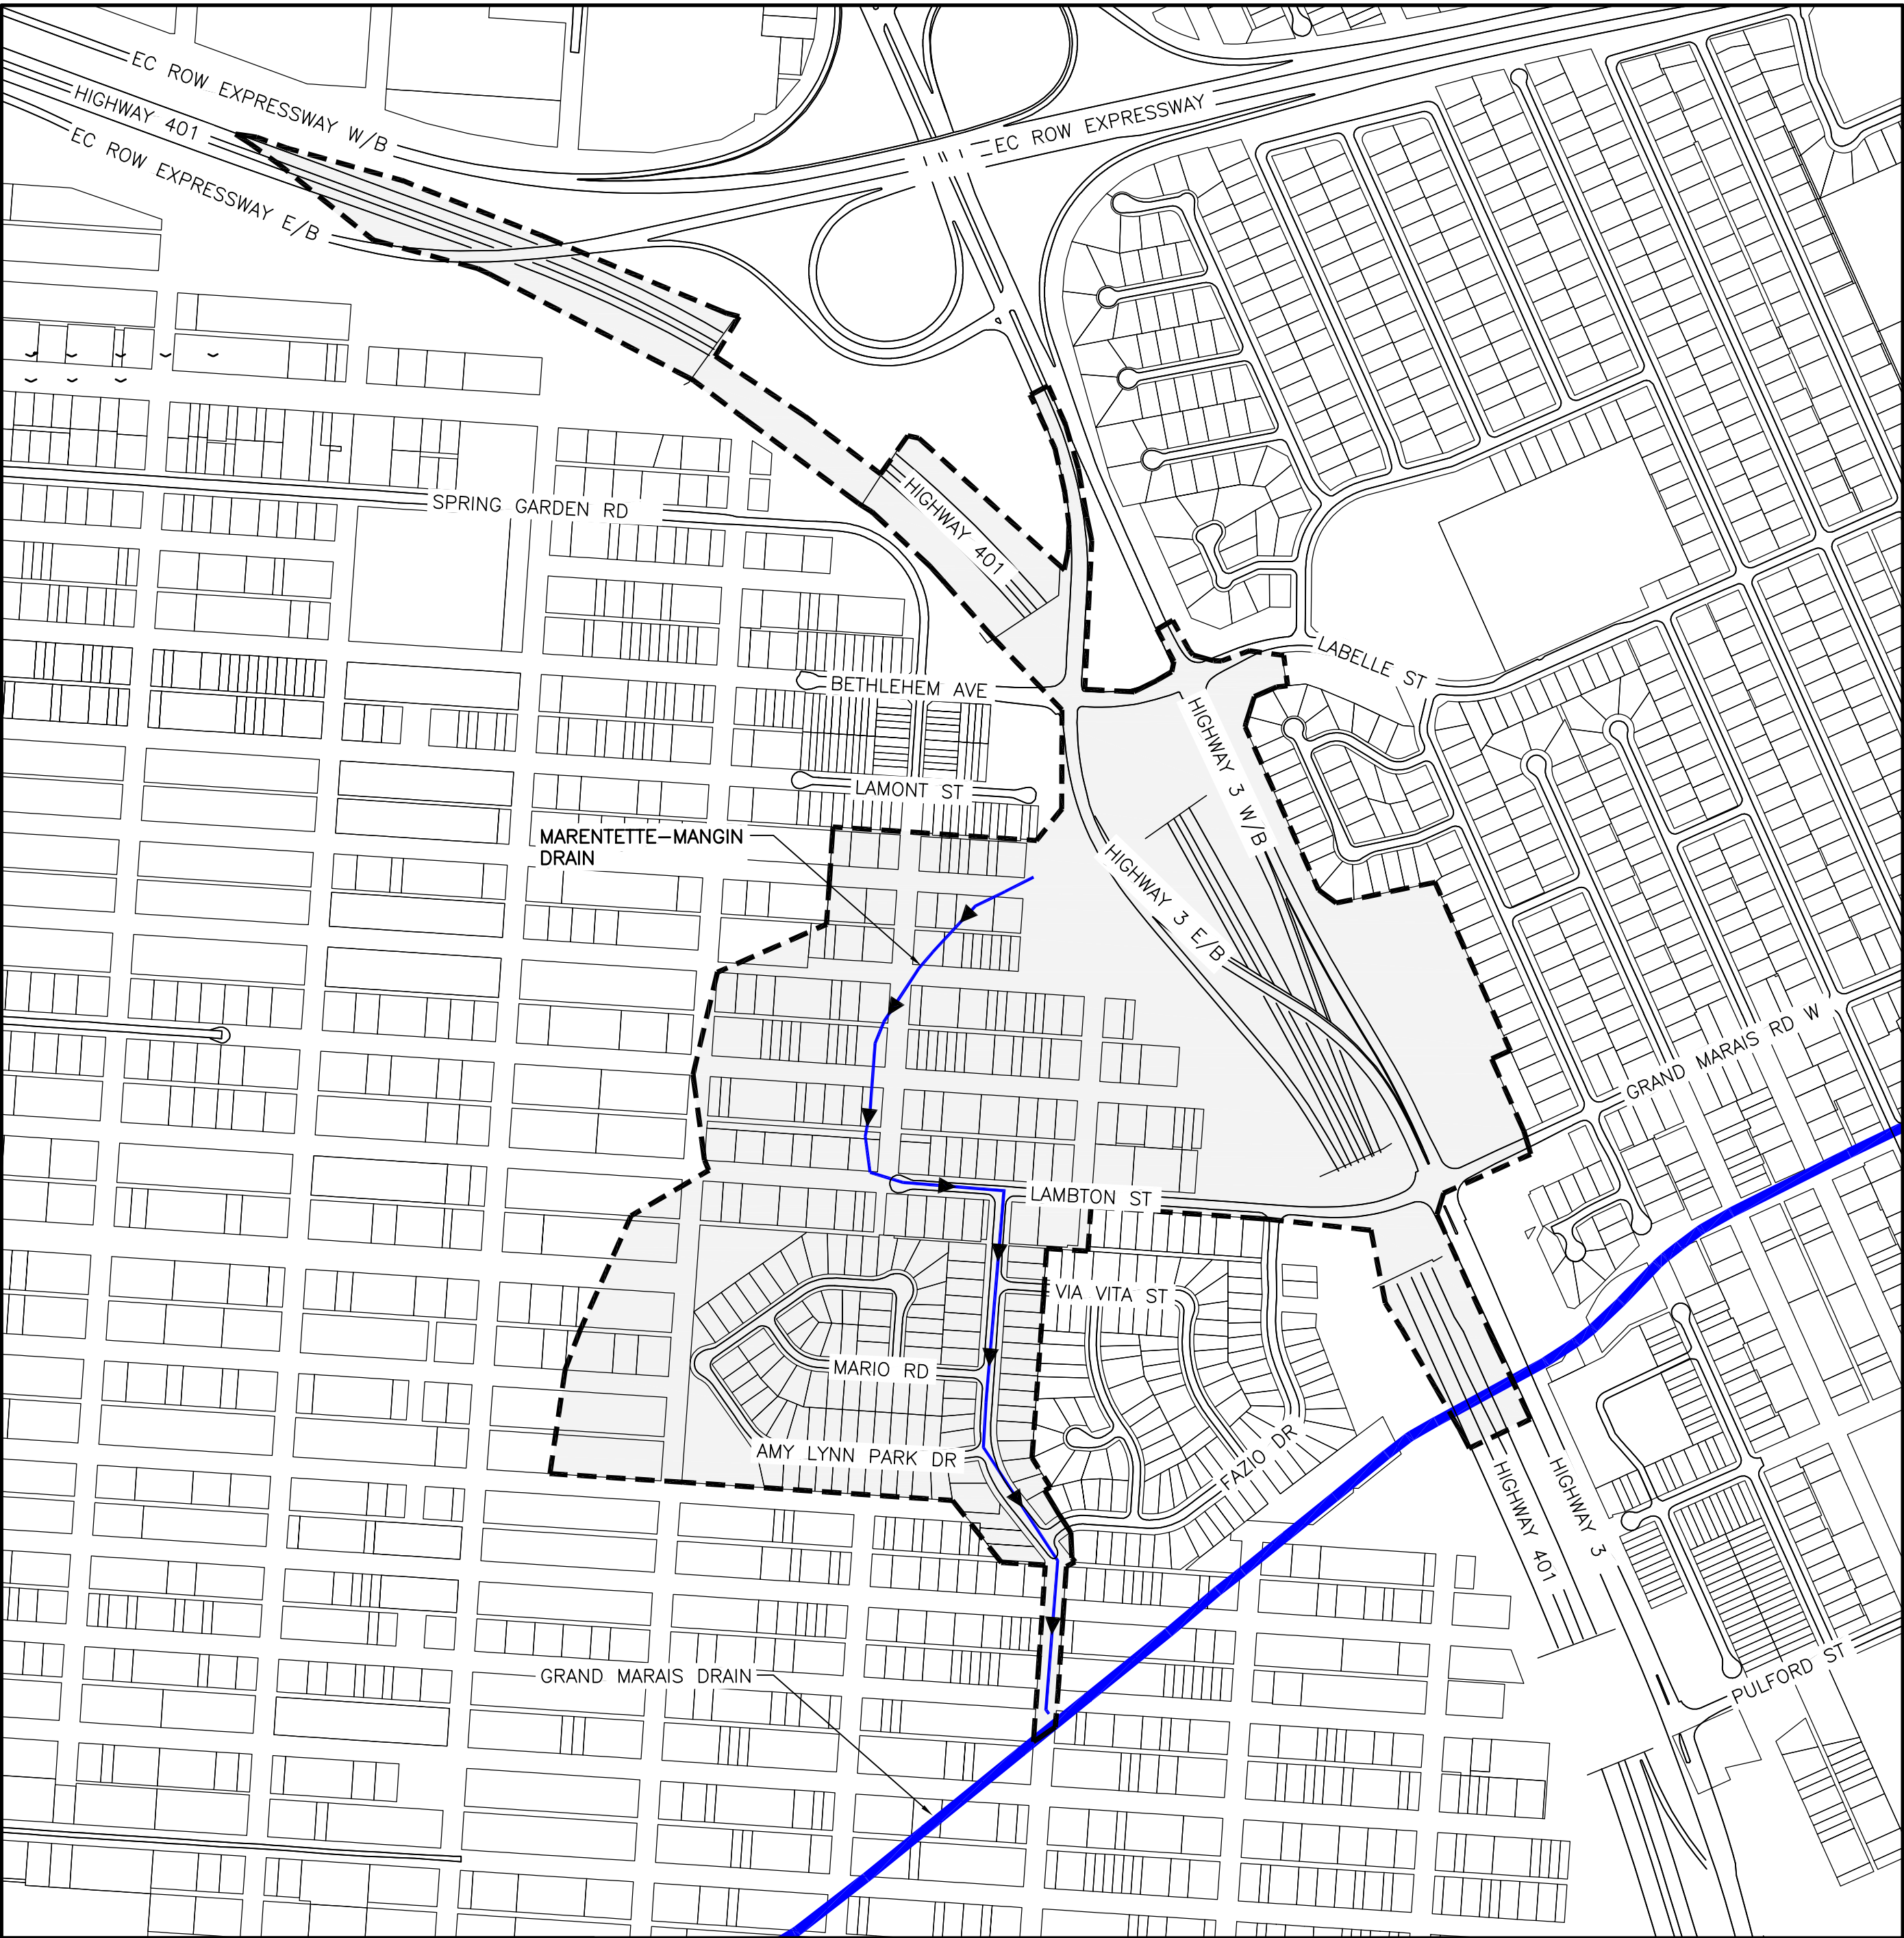 EC ROW EXPRESSWAY W/B
HIGHWAY 401
EC ROW EXPRESSWAY E/B
EC ROW EXPRESSWAY
SPRING GARDEN RD
HIGHWAY 401
LABELLE ST
BETHLEHEM AVE
HIGHWAY 3 W/B
LAMONT ST
MARENTETTE-MANGIN
DRAIN
HIGHWAY 3 E/B
GRAND MARAIS RD W
LAMBTON ST
VIA VITA ST
MARIO RD
AMY LYNN PARK DR
FAZIO DR
HIGHWAY 401
HIGHWAY 3
GRAND MARAIS DRAIN
PULFORD ST